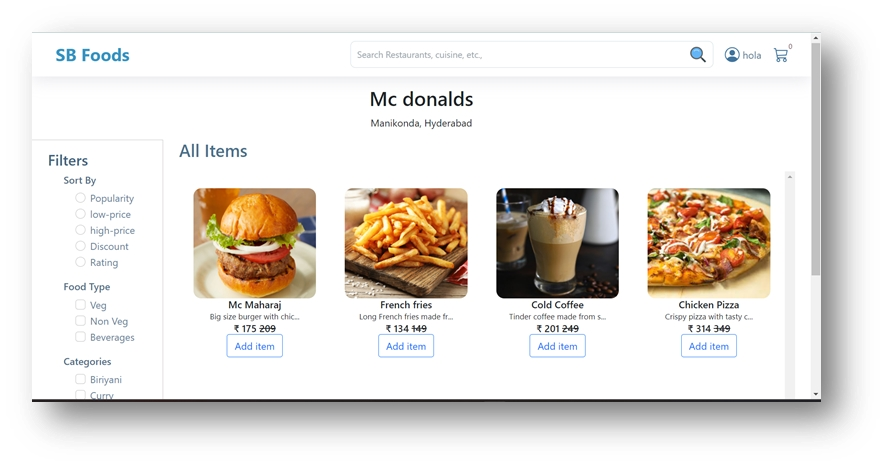 SB Foods
Search Restaurants, cuisine, etc.,
hola
0
Mc donalds
Manikonda, Hyderabad
Filters
Sort By
Popularity
low-price
high-price
Discount
Rating
Food Type
Veg
Non Veg
Beverages
Categories
Biriyani
Curry
All Items
Mc Maharaj
Big size burger with chic...
₹ 175 209
Add item
French fries
Long French fries made fr...
₹ 134 149
Add item
Cold Coffee
Tinder coffee made from s...
₹ 201 249
Add item
Chicken Pizza
Crispy pizza with tasty c...
₹ 314 349
Add item